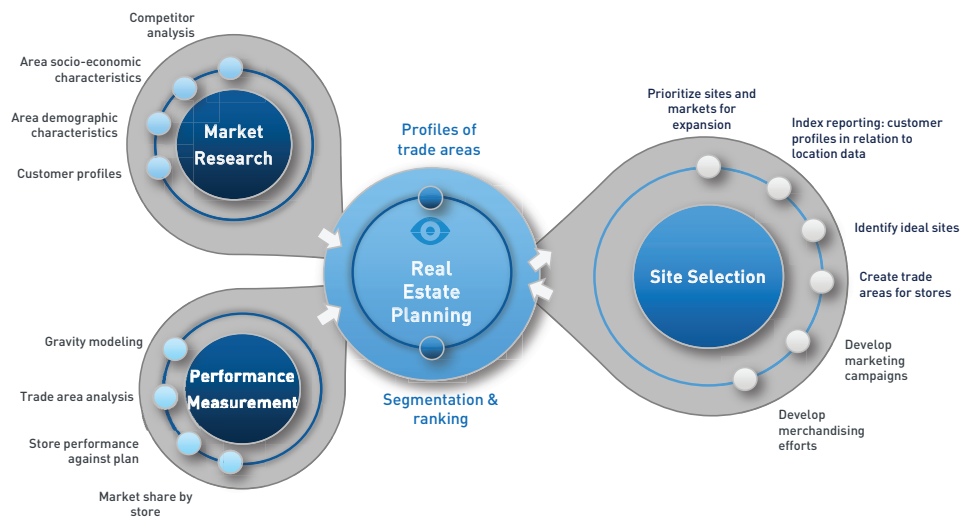 Competitor
analysis
Area socio-economic
characteristics
Area demographic
characteristics
Customer profiles
Market
Research
Profiles of
trade areas
Real
Estate
Planning
Segmentation &
ranking
Gravity modeling
Trade area analysis
Store performance
against plan
Market share by
store
Performance
Measurement
Prioritize sites and
markets for
expansion
Index reporting: customer
profiles in relation to
location data
Identify ideal sites
Create trade
areas for stores
Develop
marketing
campaigns
Develop
merchandising
efforts
Site Selection